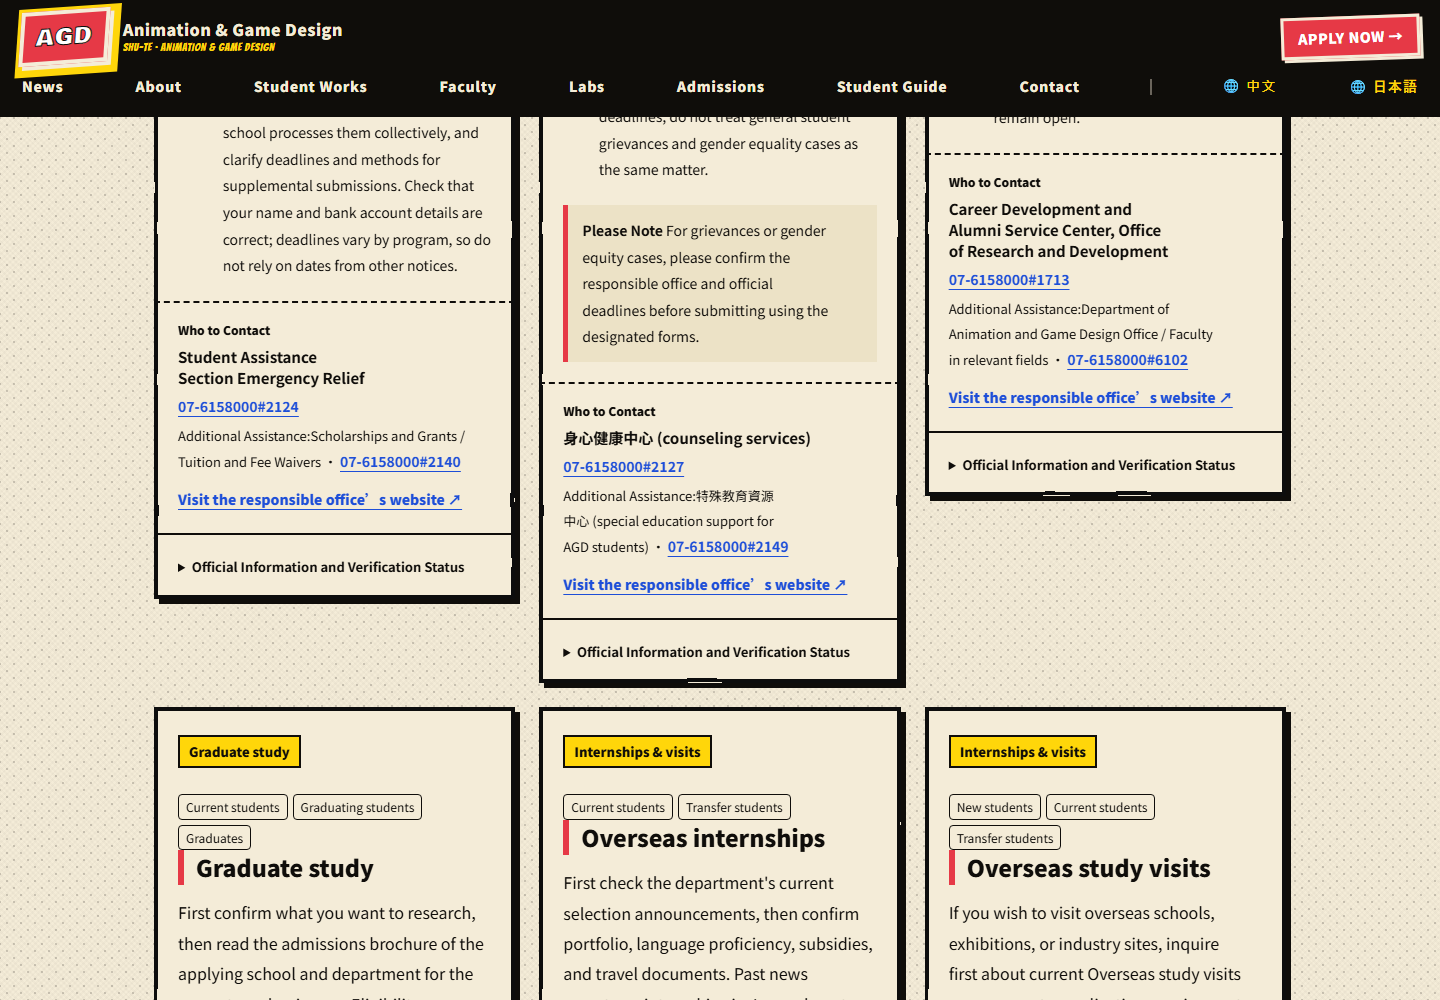 AGD
Animation & Game Design
SHU-TE · ANIMATION & GAME DESIGN
APPLY NOW →
News
About
Student Works
Faculty
Labs
Admissions
Student Guide
Contact
中文
日本語
school processes them collectively, and
clarify deadlines and methods for
supplemental submissions. Check that
your name and bank account details are
correct; deadlines vary by program, so do
not rely on dates from other notices.
Who to Contact
Student Assistance
Section Emergency Relief
07-6158000#2124
Additional Assistance:Scholarships and Grants /
Tuition and Fee Waivers ・ 07-6158000#2140
Visit the responsible office’s website ↗
▶ Official Information and Verification Status
deadlines, do not treat general student
grievances and gender equality cases as
the same matter.
Please Note For grievances or gender
equity cases, please confirm the
responsible office and official
deadlines before submitting using the
designated forms.
Who to Contact
身心健康中心 (counseling services)
07-6158000#2127
Additional Assistance:特殊教育資源
中心 (special education support for
AGD students) ・ 07-6158000#2149
Visit the responsible office’s website ↗
▶ Official Information and Verification Status
remain open.
Who to Contact
Career Development and
Alumni Service Center, Office
of Research and Development
07-6158000#1713
Additional Assistance:Department of
Animation and Game Design Office / Faculty
in relevant fields ・ 07-6158000#6102
Visit the responsible office’s website ↗
▶ Official Information and Verification Status
Graduate study
Current students
Graduating students
Graduates
Graduate study
First confirm what you want to research,
then read the admissions brochure of the
applying school and department for the
Internships & visits
Current students
Transfer students
Overseas internships
First check the department's current
selection announcements, then confirm
portfolio, language proficiency, subsidies,
and travel documents. Past news
Internships & visits
New students
Current students
Transfer students
Overseas study visits
If you wish to visit overseas schools,
exhibitions, or industry sites, inquire
first about current Overseas study visits